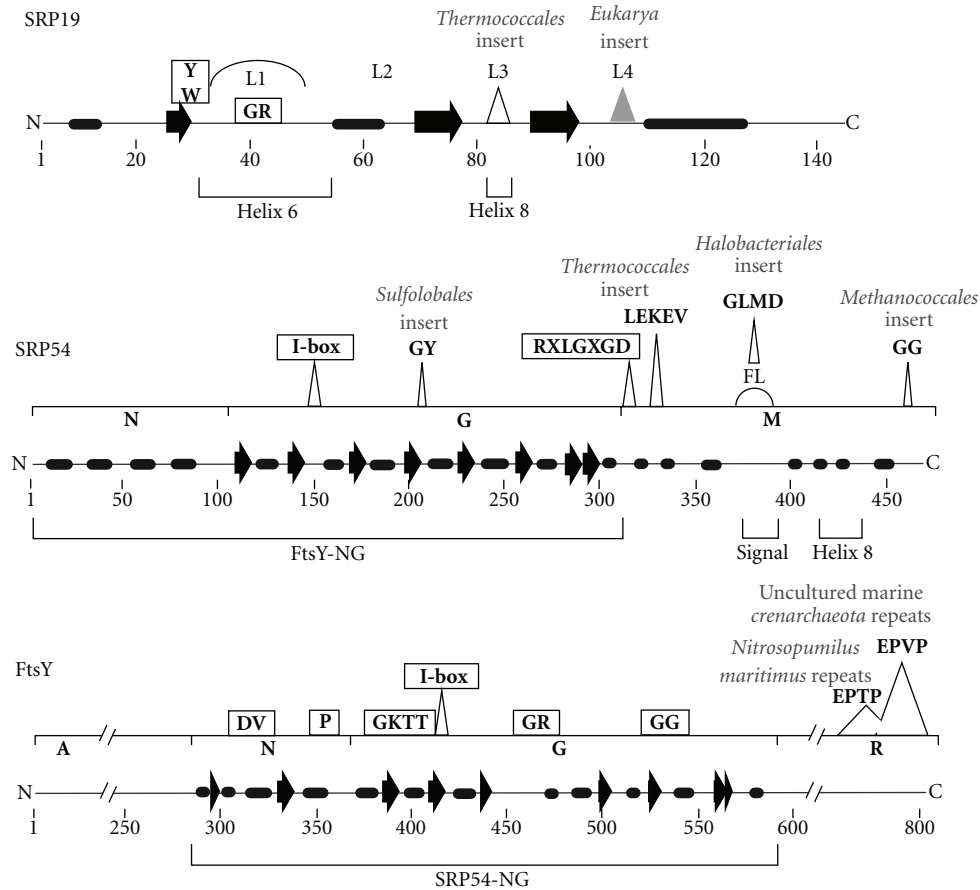 SRP19
Thermococcales
insert
Eukarya
insert
Y
W
L1
L2
L3
L4
GR
N
C
1 20 40 60 80 100 120 140
Helix 6
Helix 8
SRP54
Sulfolobales
insert
Thermococcales
insert
Halobacteriales
insert
Methanococcales
insert
I-box
GY
RXLGXGD
LEKEV
GLMD
FL
GG
N
G
M
N
C
1 50 100 150 200 250 300 350 400 450
FtsY-NG
Signal
Helix 8
Uncultured marine
crenarchaeota repeats
Nitrosopumilus
maritimus repeats
EPVP
EPTP
FtsY
I-box
DV
P
GKTT
GR
GG
A
N
G
R
N
C
1 250 300 350 400 450 500 550 600 800
SRP54-NG